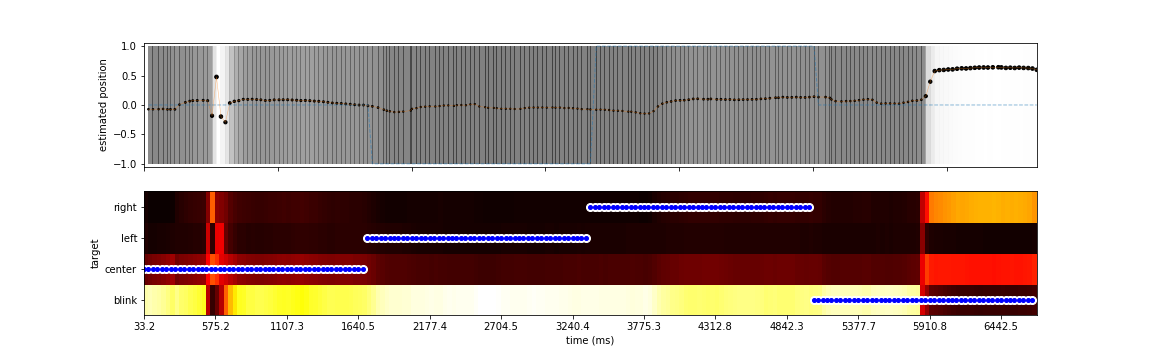 1.0
0.5
0.0
−0.5
−1.0
estimated position
right
left
center
blink
target
33.2 575.2 1107.3 1640.5 2177.4 2704.5 3240.4 3775.3 4312.8 4842.3 5377.7 5910.8 6442.5
time (ms)